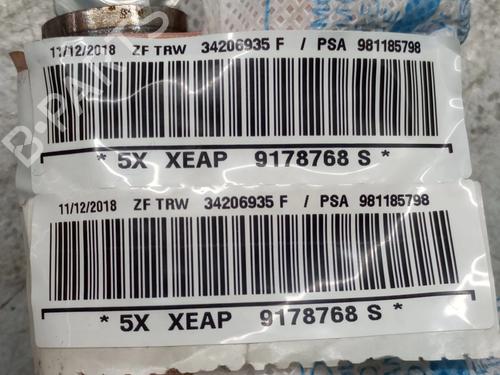 11/12/2018 ZF TRW 34206935 F / PSA 981185798
* 5X XEAP 9178768 S *
11/12/2018 ZF TRW 34206935 F / PSA 981185798
* 5X XEAP 9178768 S *
B-PARTS